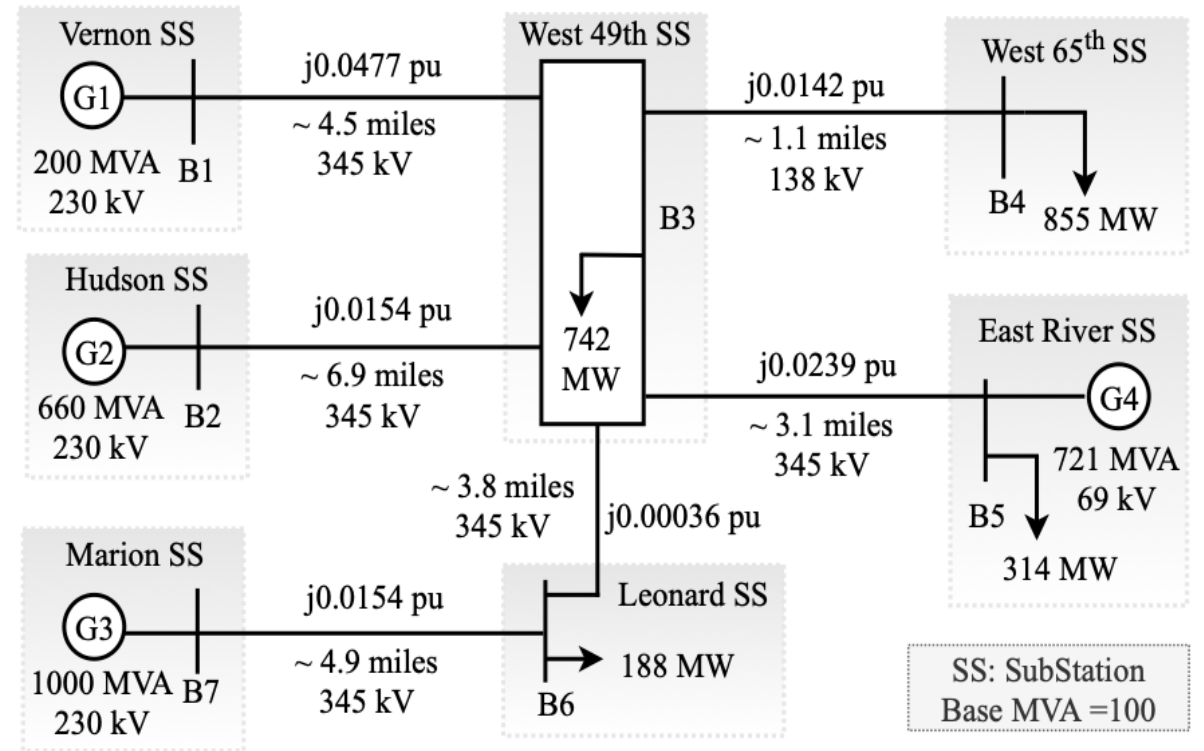 Vernon SS
G1
200 MVA
230 kV
B1
j0.0477 pu
~ 4.5 miles
345 kV
West 49th SS
B3
742
MW
j0.0142 pu
~ 1.1 miles
138 kV
West 65th SS
B4
855 MW
Hudson SS
G2
660 MVA
230 kV
B2
j0.0154 pu
~ 6.9 miles
345 kV
j0.0239 pu
~ 3.1 miles
345 kV
East River SS
G4
721 MVA
69 kV
B5
314 MW
~ 3.8 miles
345 kV
j0.00036 pu
Marion SS
G3
1000 MVA
230 kV
B7
j0.0154 pu
~ 4.9 miles
345 kV
Leonard SS
188 MW
B6
SS: SubStation
Base MVA =100